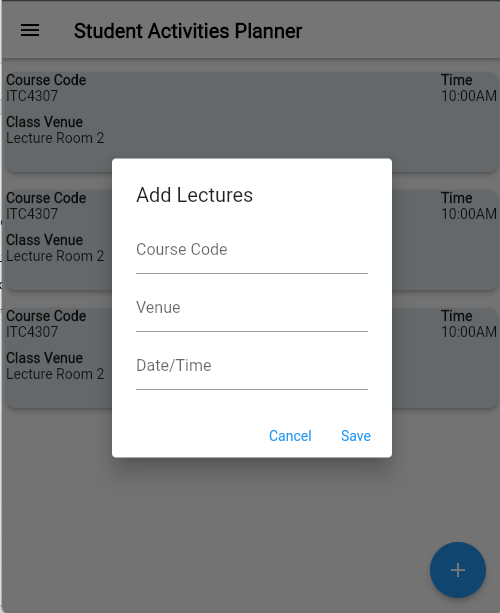 Student Activities Planner
Course Code
Time
ITC4307
10:00AM
Class Venue
Lecture Room 2
Course Code
Time
ITC4307
10:00AM
Class Venue
Lecture Room 2
Course Code
Time
ITC4307
10:00AM
Class Venue
Lecture Room 2
Add Lectures
Course Code
Venue
Date/Time
Cancel
Save
+